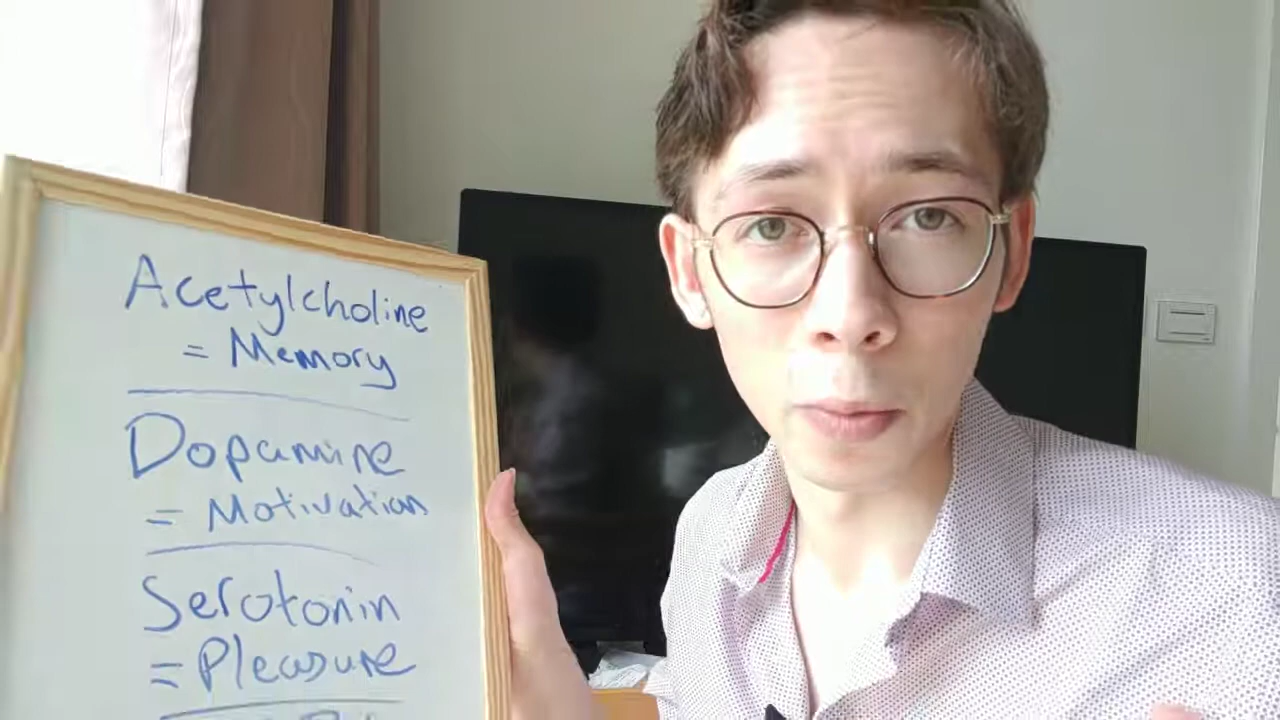 Acetylcholine
= Memory
Dopamine
= Motivation
Serotonin
= Pleasure